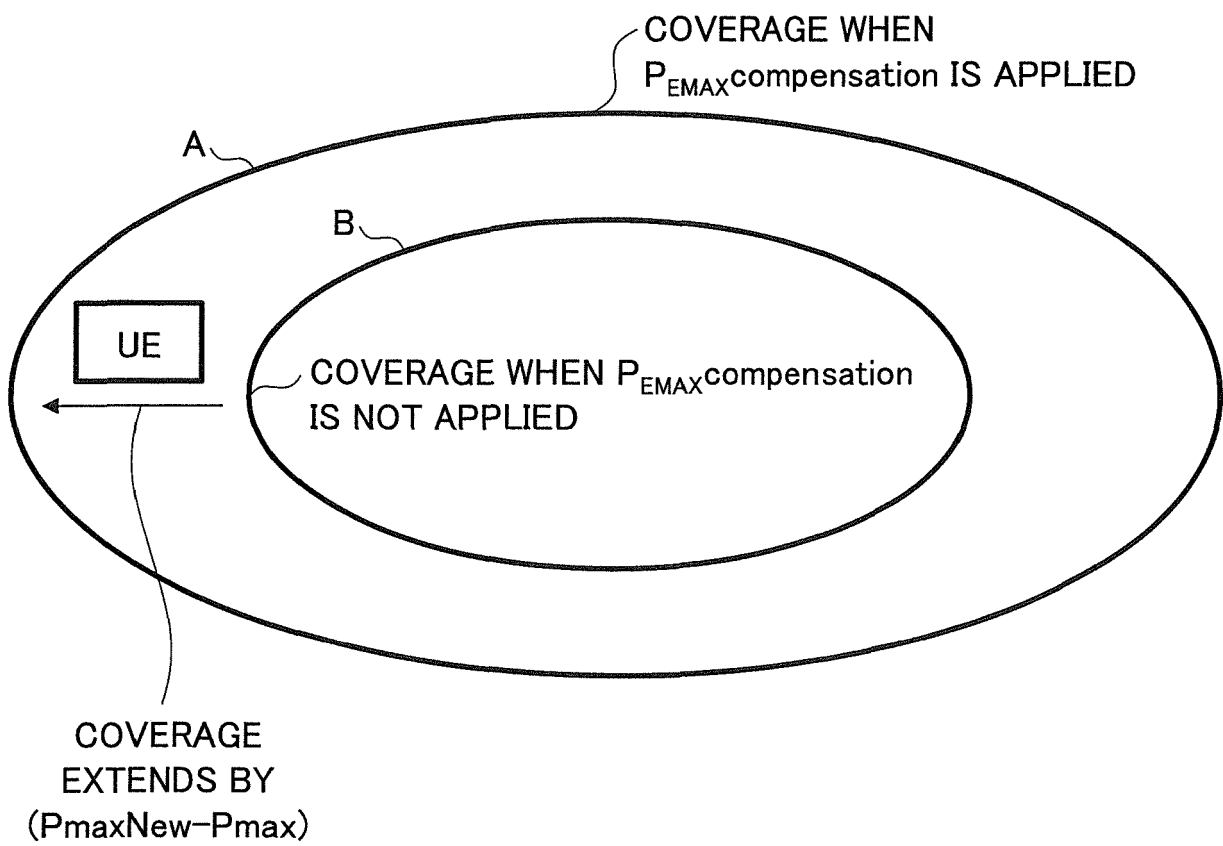 COVERAGE WHEN
PEMAXcompensation IS APPLIED
A
B
UE
COVERAGE WHEN PEMAXcompensation
IS NOT APPLIED
COVERAGE
EXTENDS BY
(PmaxNew-Pmax)